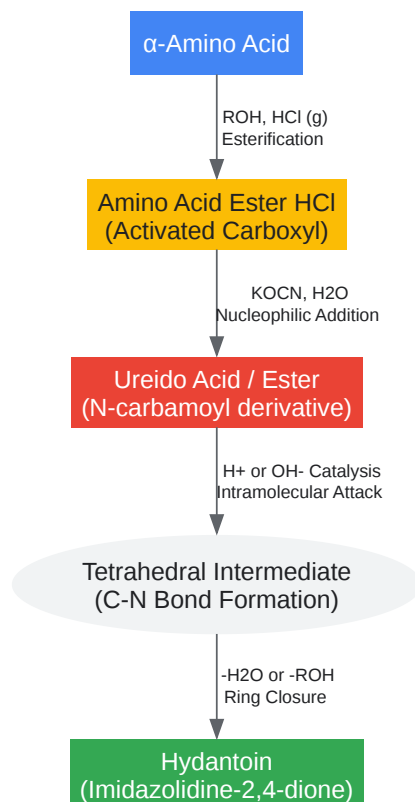 α-Amino Acid
ROH, HCl (g)
Esterification
Amino Acid Ester HCl
(Activated Carboxyl)
KOCN, H2O
Nucleophilic Addition
Ureido Acid / Ester
(N-carbamoyl derivative)
H+ or OH- Catalysis
Intramolecular Attack
Tetrahedral Intermediate
(C-N Bond Formation)
-H2O or -ROH
Ring Closure
Hydantoin
(Imidazolidine-2,4-dione)